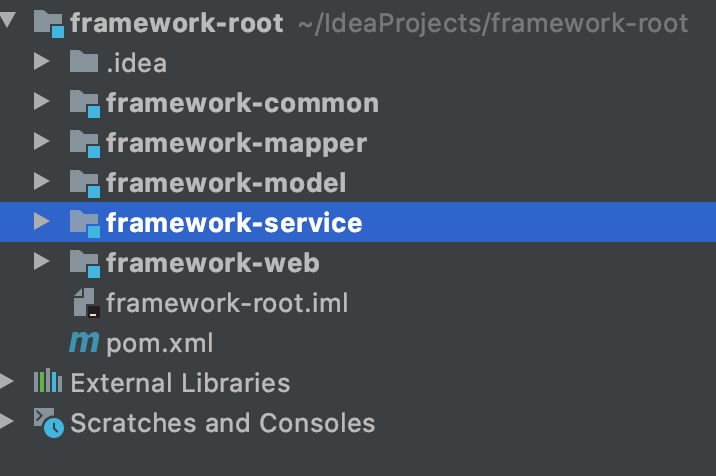 framework-root ~/IdeaProjects/framework-root
.idea
framework-common
framework-mapper
framework-model
framework-service
framework-web
framework-root.iml
m pom.xml
External Libraries
Scratches and Consoles